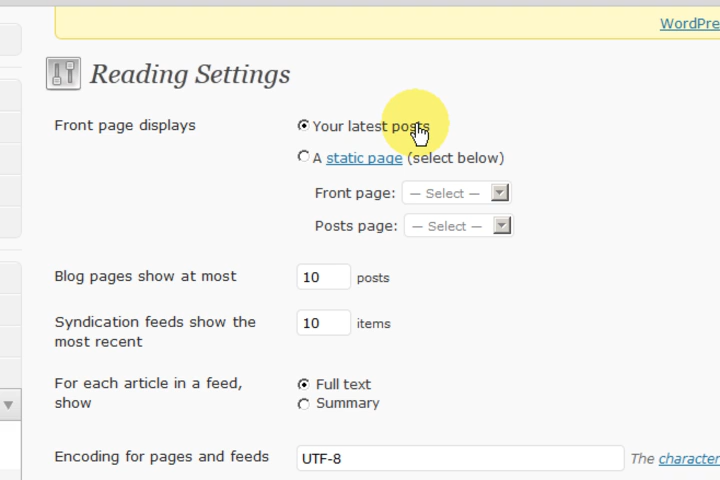 WordPre
Reading Settings
Front page displays
Your latest posts
A static page (select below)
Front page: — Select —
Posts page: — Select —
Blog pages show at most 10 posts
Syndication feeds show the
most recent
10 items
For each article in a feed,
show
Full text
Summary
Encoding for pages and feeds UTF-8 The character